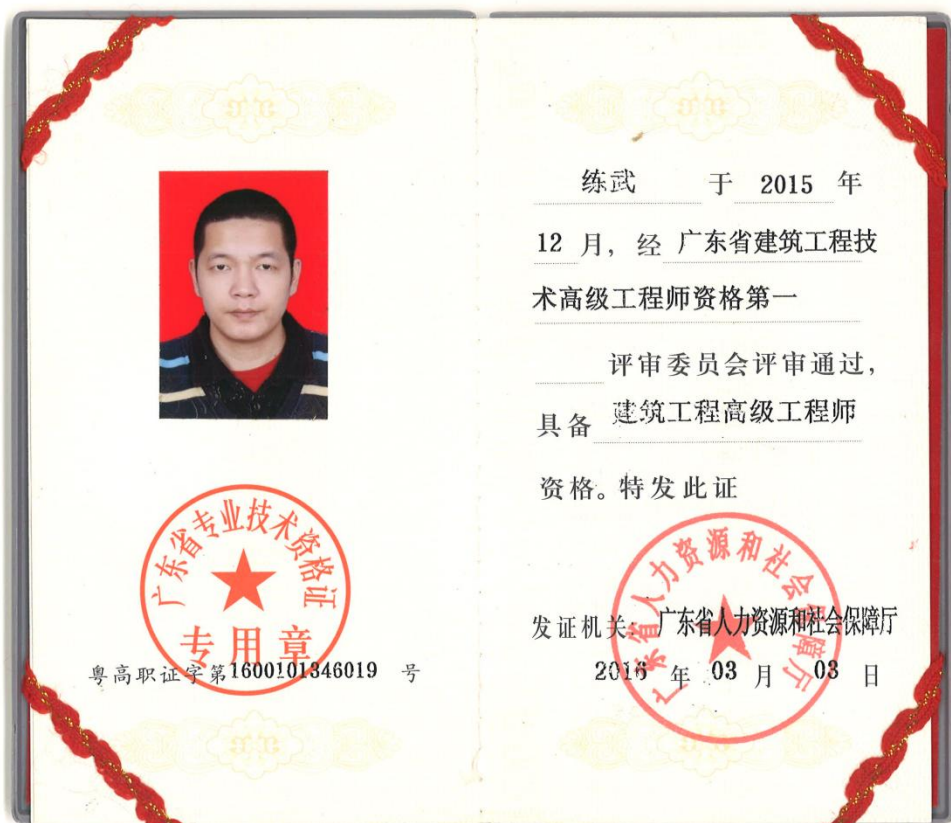 广东省专业技术资格证
专用章
粤高职证字第1600101346019 号
练武 于 2015 年
12 月，经 广东省建筑工程技
术高级工程师资格第一
评审委员会评审通过，
具备 建筑工程高级工程师
资格。特发此证
广东省人力资源和社会保障厅
发证机关：广东省人力资源和社会保障厅
2016 年 03 月 03 日